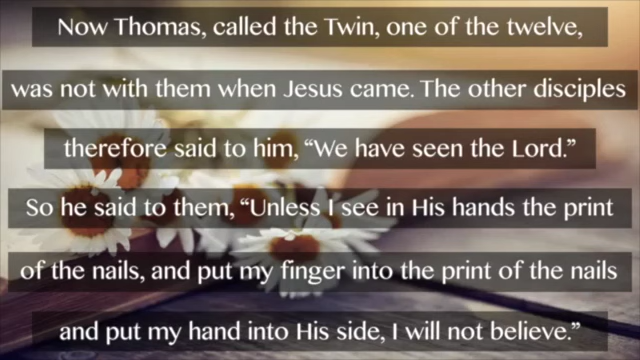 Now Thomas, called the Twin, one of the twelve,
was not with them when Jesus came. The other disciples
therefore said to him, “We have seen the Lord.”
So he said to them, “Unless I see in His hands the print
of the nails, and put my finger into the print of the nails
and put my hand into His side, I will not believe.”